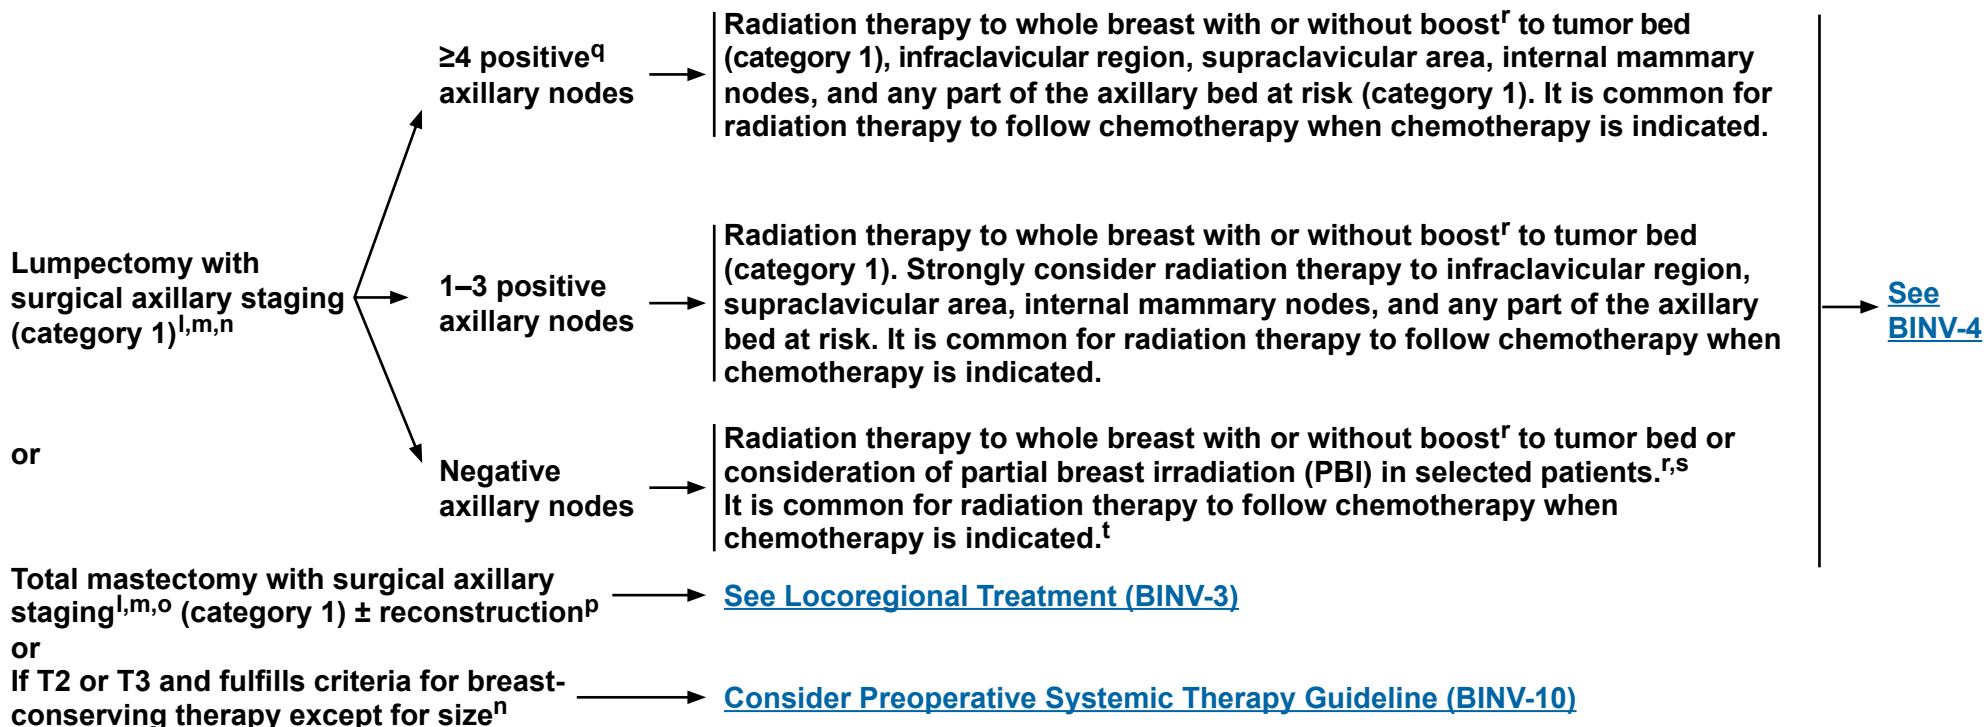 ≥4 positiveq
axillary nodes
Radiation therapy to whole breast with or without boostr to tumor bed
(category 1), infraclavicular region, supraclavicular area, internal mammary
nodes, and any part of the axillary bed at risk (category 1). It is common for
radiation therapy to follow chemotherapy when chemotherapy is indicated.
Lumpectomy with
surgical axillary staging
(category 1)l,m,n
1–3 positive
axillary nodes
Radiation therapy to whole breast with or without boostr to tumor bed
(category 1). Strongly consider radiation therapy to infraclavicular region,
supraclavicular area, internal mammary nodes, and any part of the axillary
bed at risk. It is common for radiation therapy to follow chemotherapy when
chemotherapy is indicated.
See
BINV-4
or
Negative
axillary nodes
Radiation therapy to whole breast with or without boostr to tumor bed or
consideration of partial breast irradiation (PBI) in selected patients.r,s
It is common for radiation therapy to follow chemotherapy when
chemotherapy is indicated.t
Total mastectomy with surgical axillary
stagingl,m,o (category 1) ± reconstructionp
See Locoregional Treatment (BINV-3)
or
If T2 or T3 and fulfills criteria for breast-
conserving therapy except for sizen
Consider Preoperative Systemic Therapy Guideline (BINV-10)